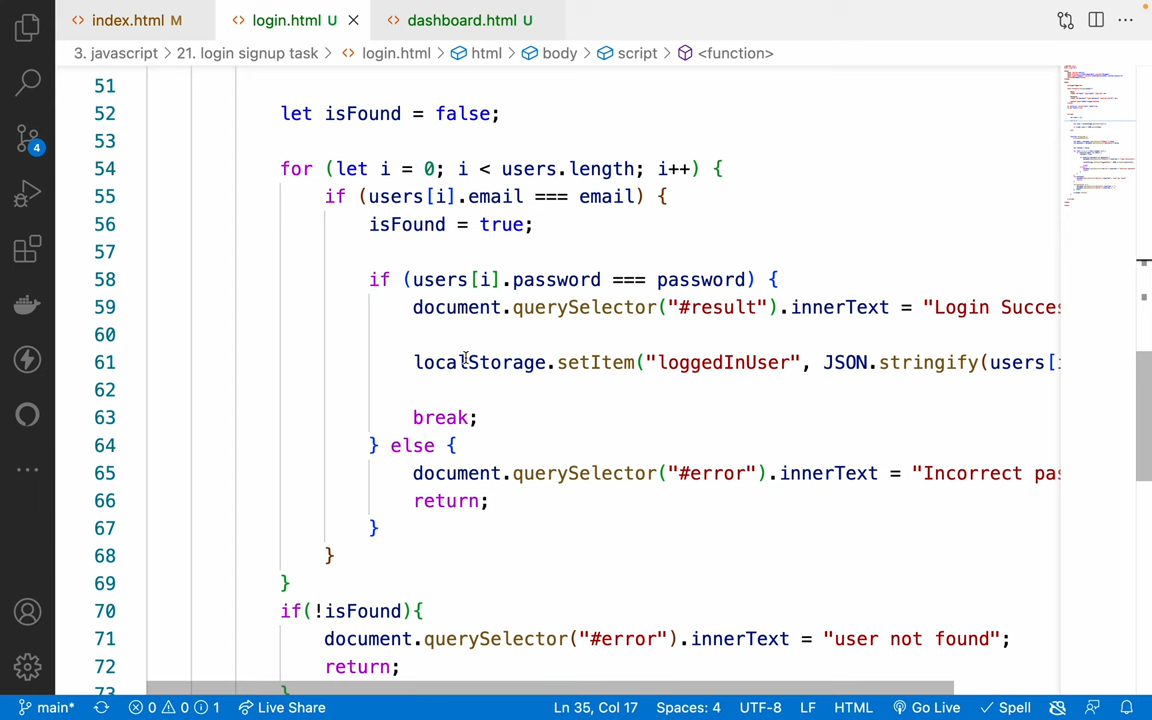 index.html M
login.html U
dashboard.html U
3. javascript > 21. login signup task > login.html > html > body > script > <function>
51
52 let isFound = false;
53
54 for (let i = 0; i < users.length; i++) {
55 if (users[i].email === email) {
56 isFound = true;
57
58 if (users[i].password === password) {
59 document.querySelector("#result").innerText = "Login Succes
60
61 localStorage.setItem("loggedInUser", JSON.stringify(users[i
62
63 break;
64 } else {
65 document.querySelector("#error").innerText = "Incorrect pas
66 return;
67 }
68 }
69 }
70 if(!isFound){
71 document.querySelector("#error").innerText = "user not found";
72 return;
73 }
4
main* 0 0 1 Live Share Ln 35, Col 17 Spaces: 4 UTF-8 LF HTML Go Live Spell